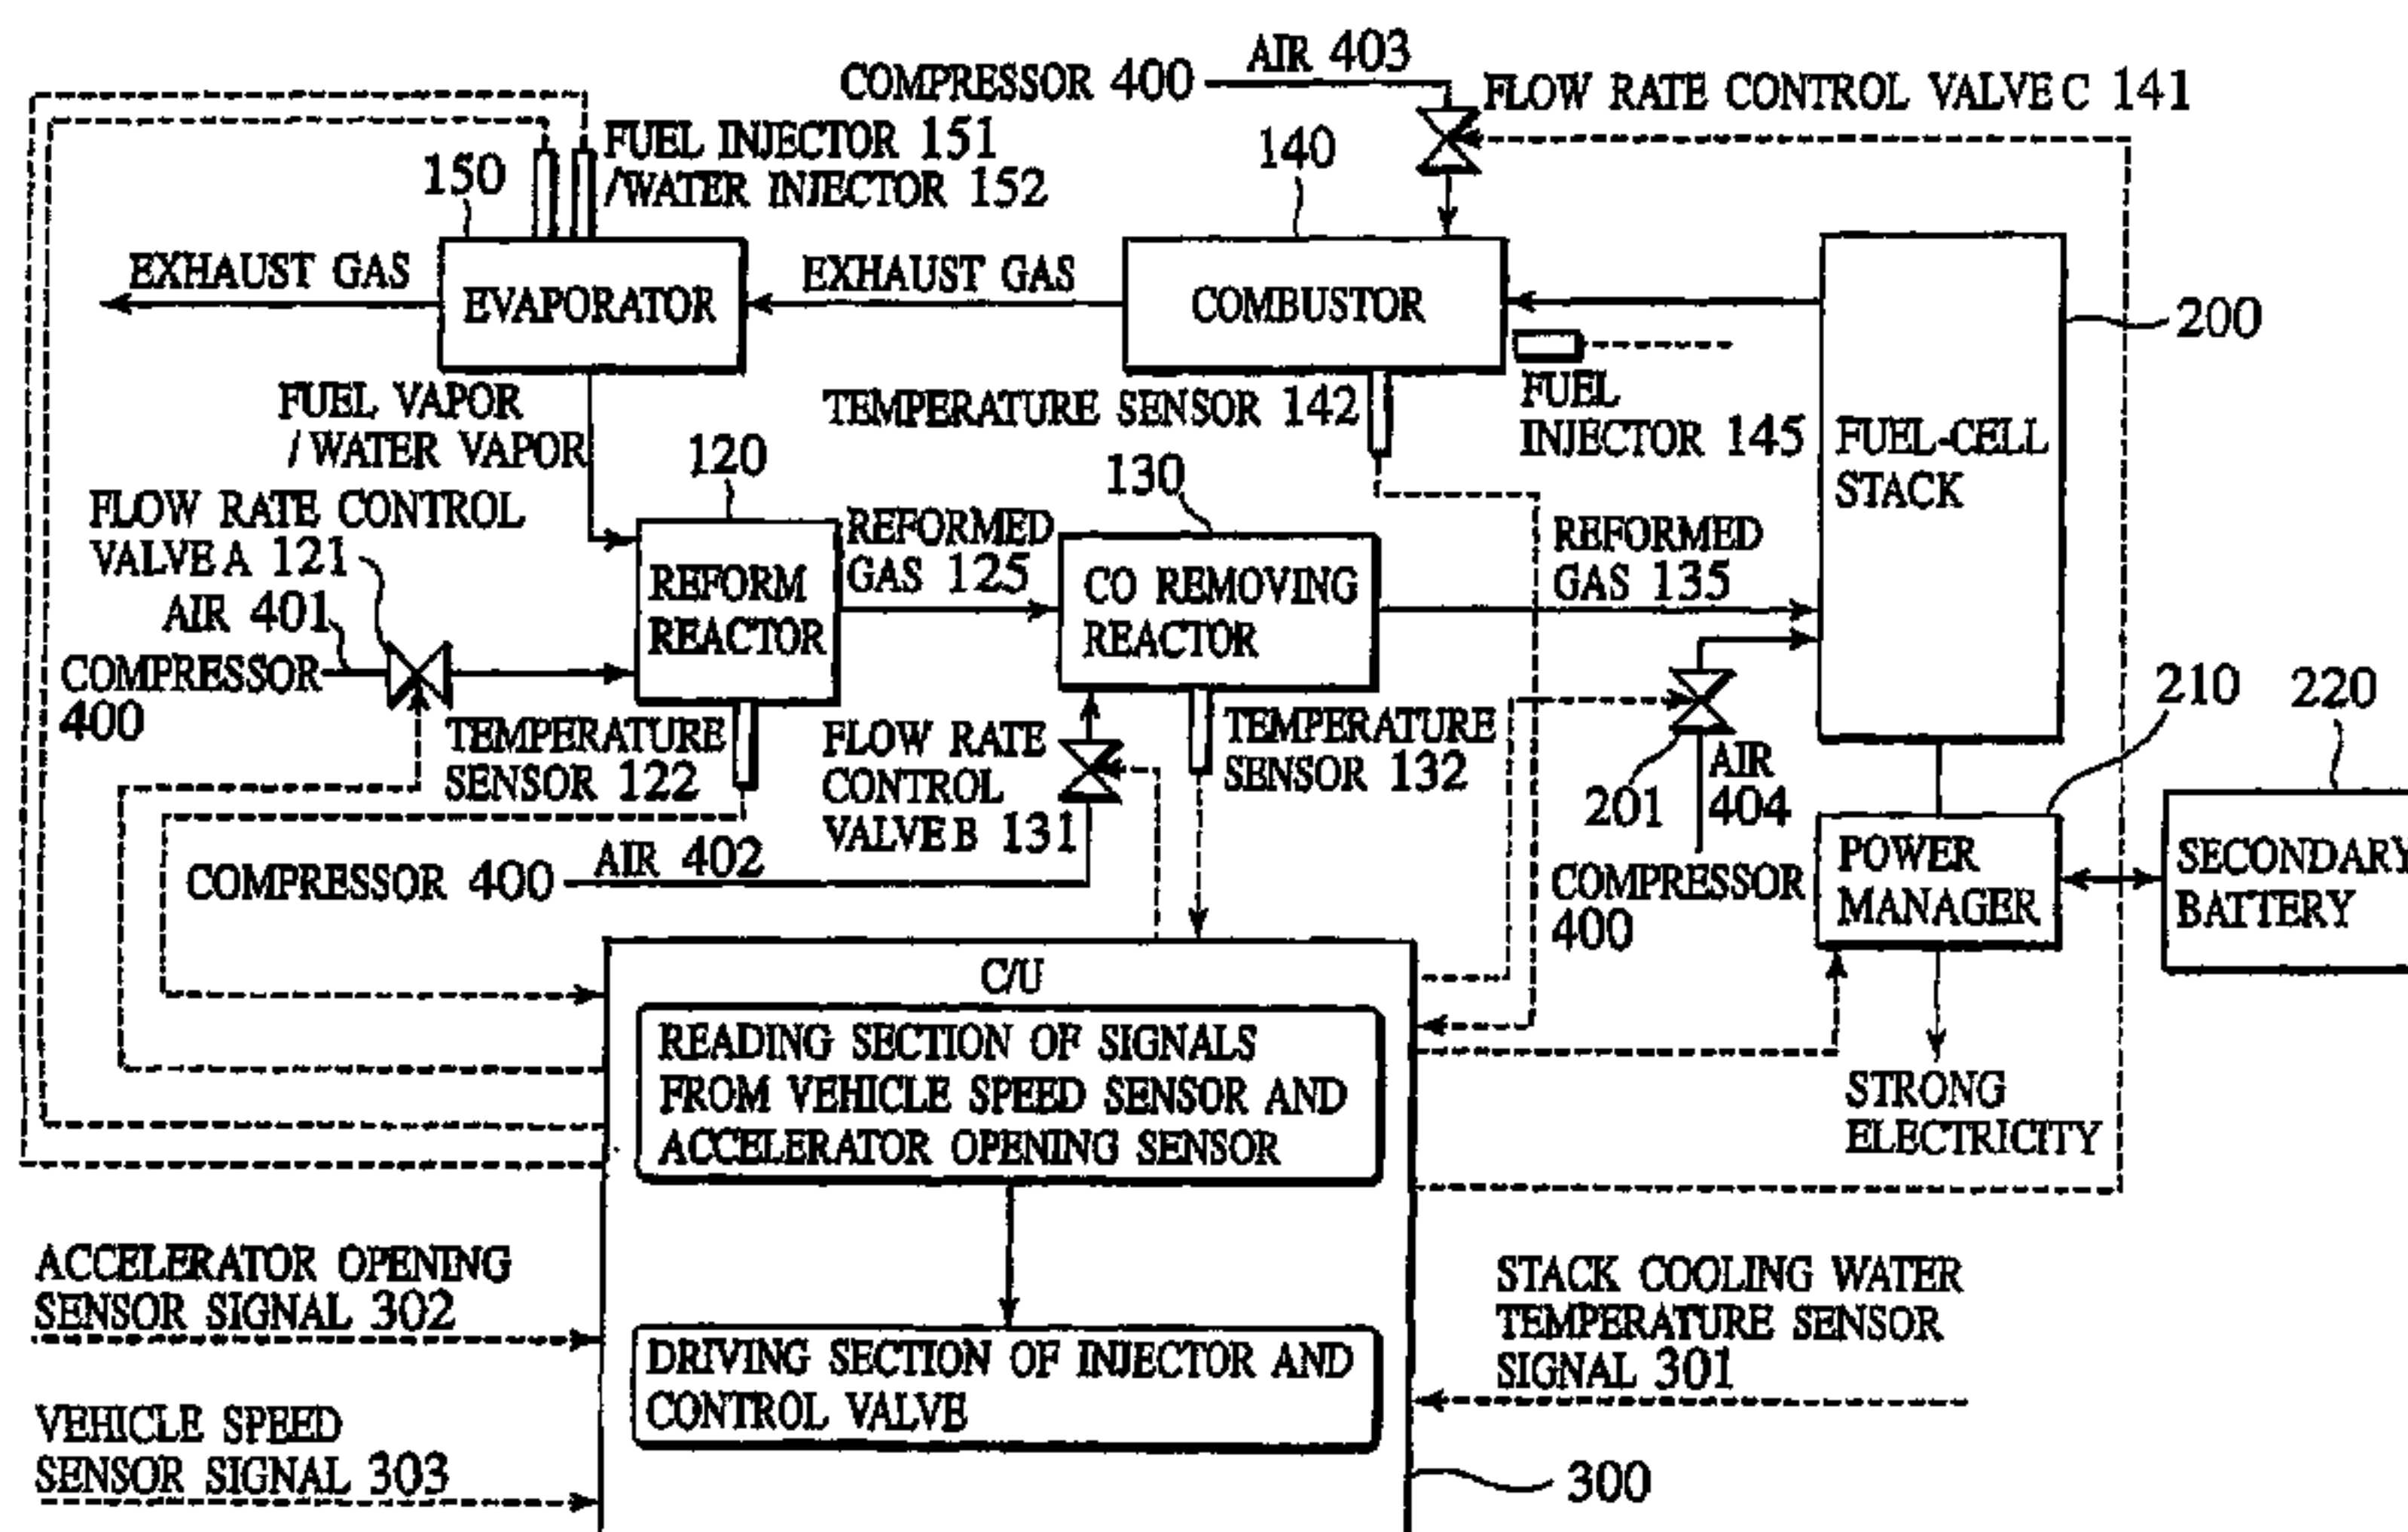 AIR 403
COMPRESSOR 400
FLOW RATE CONTROL VALVE C 141
FUEL INJECTOR 151
/WATER INJECTOR 152
150
140
EXHAUST GAS
EVAPORATOR
EXHAUST GAS
COMBUSTOR
200
FUEL VAPOR
/WATER VAPOR
TEMPERATURE SENSOR 142
FUEL
INJECTOR 145
FUEL-CELL
STACK
120
130
FLOW RATE CONTROL
VALVE A 121
AIR 401
COMPRESSOR
400
REFORM
REACTOR
REFORMED
GAS 125
CO REMOVING
REACTOR
REFORMED
GAS 135
210
220
TEMPERATURE
SENSOR 122
FLOW RATE
CONTROL
VALVE B 131
TEMPERATURE
SENSOR 132
201
AIR
404
COMPRESSOR 400
AIR 402
COMPRESSOR
400
POWER
MANAGER
SECONDARY
BATTERY
C/U
READING SECTION OF SIGNALS
FROM VEHICLE SPEED SENSOR AND
ACCELERATOR OPENING SENSOR
STRONG
ELECTRICITY
ACCELERATOR OPENING
SENSOR SIGNAL 302
STACK COOLING WATER
TEMPERATURE SENSOR
SIGNAL 301
DRIVING SECTION OF INJECTOR AND
CONTROL VALVE
VEHICLE SPEED
SENSOR SIGNAL 303
300